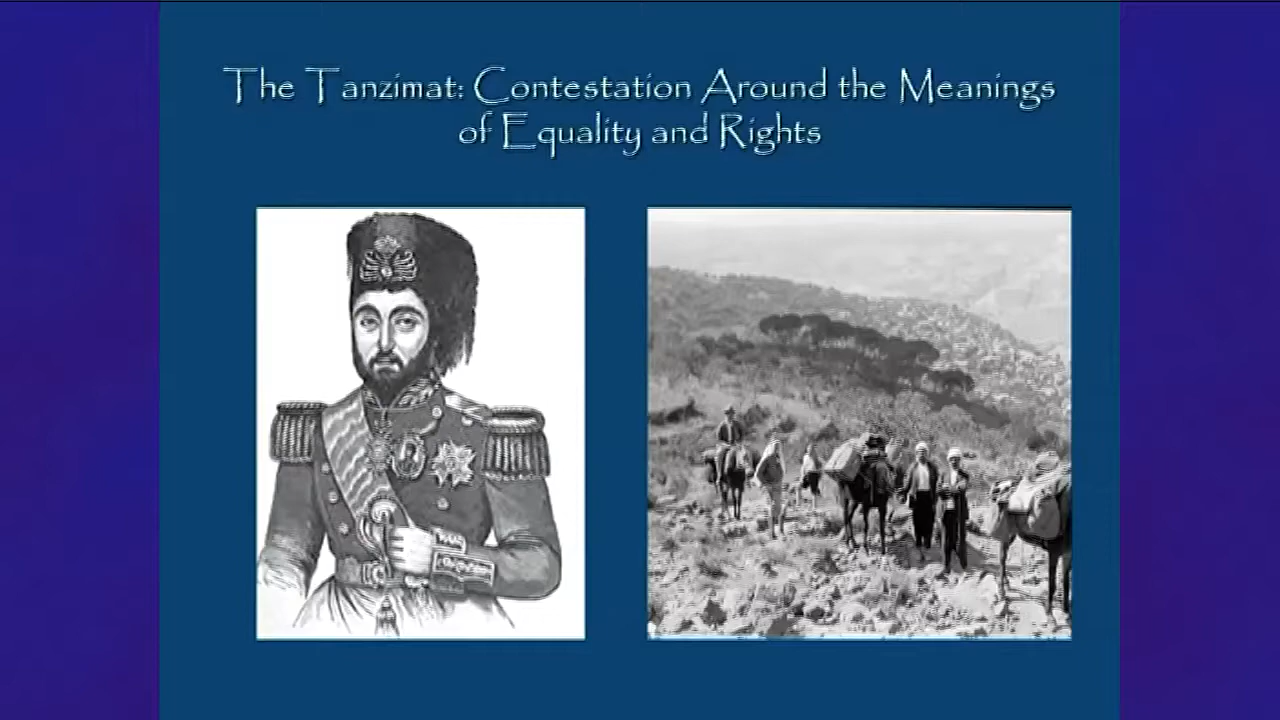 The Tanzimat: Contestation Around the Meanings
of Equality and Rights